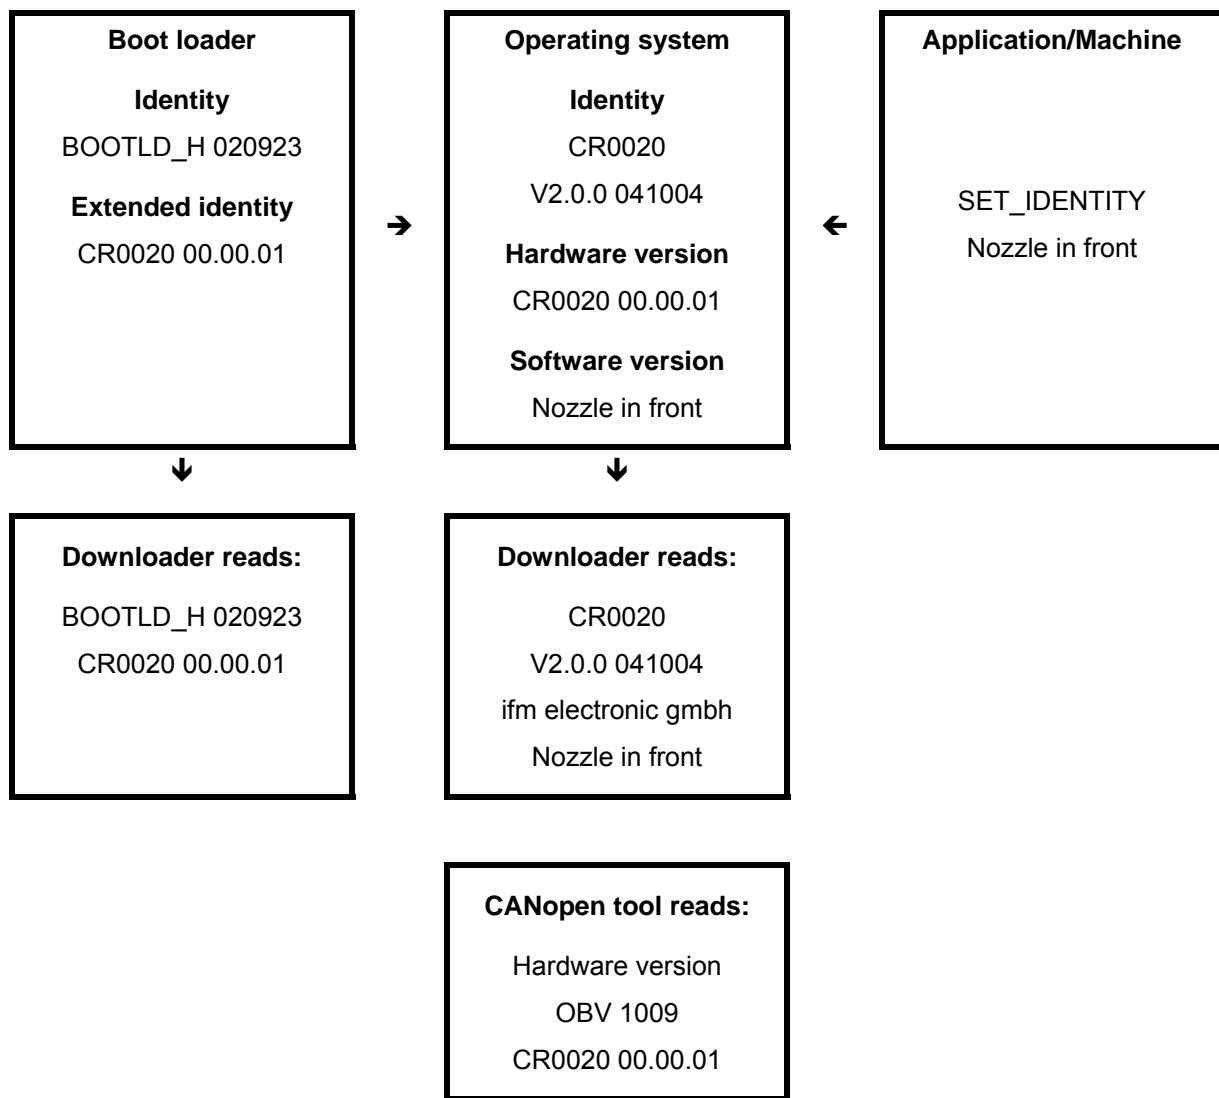 Boot loader
Identity
BOOTLD_H 020923
Extended identity
CR0020 00.00.01
Operating system
Identity
CR0020
V2.0.0 041004
Hardware version
CR0020 00.00.01
Software version
Nozzle in front
Application/Machine
SET_IDENTITY
Nozzle in front
Downloader reads:
BOOTLD_H 020923
CR0020 00.00.01
Downloader reads:
CR0020
V2.0.0 041004
ifm electronic gmbh
Nozzle in front
CANopen tool reads:
Hardware version
OBV 1009
CR0020 00.00.01